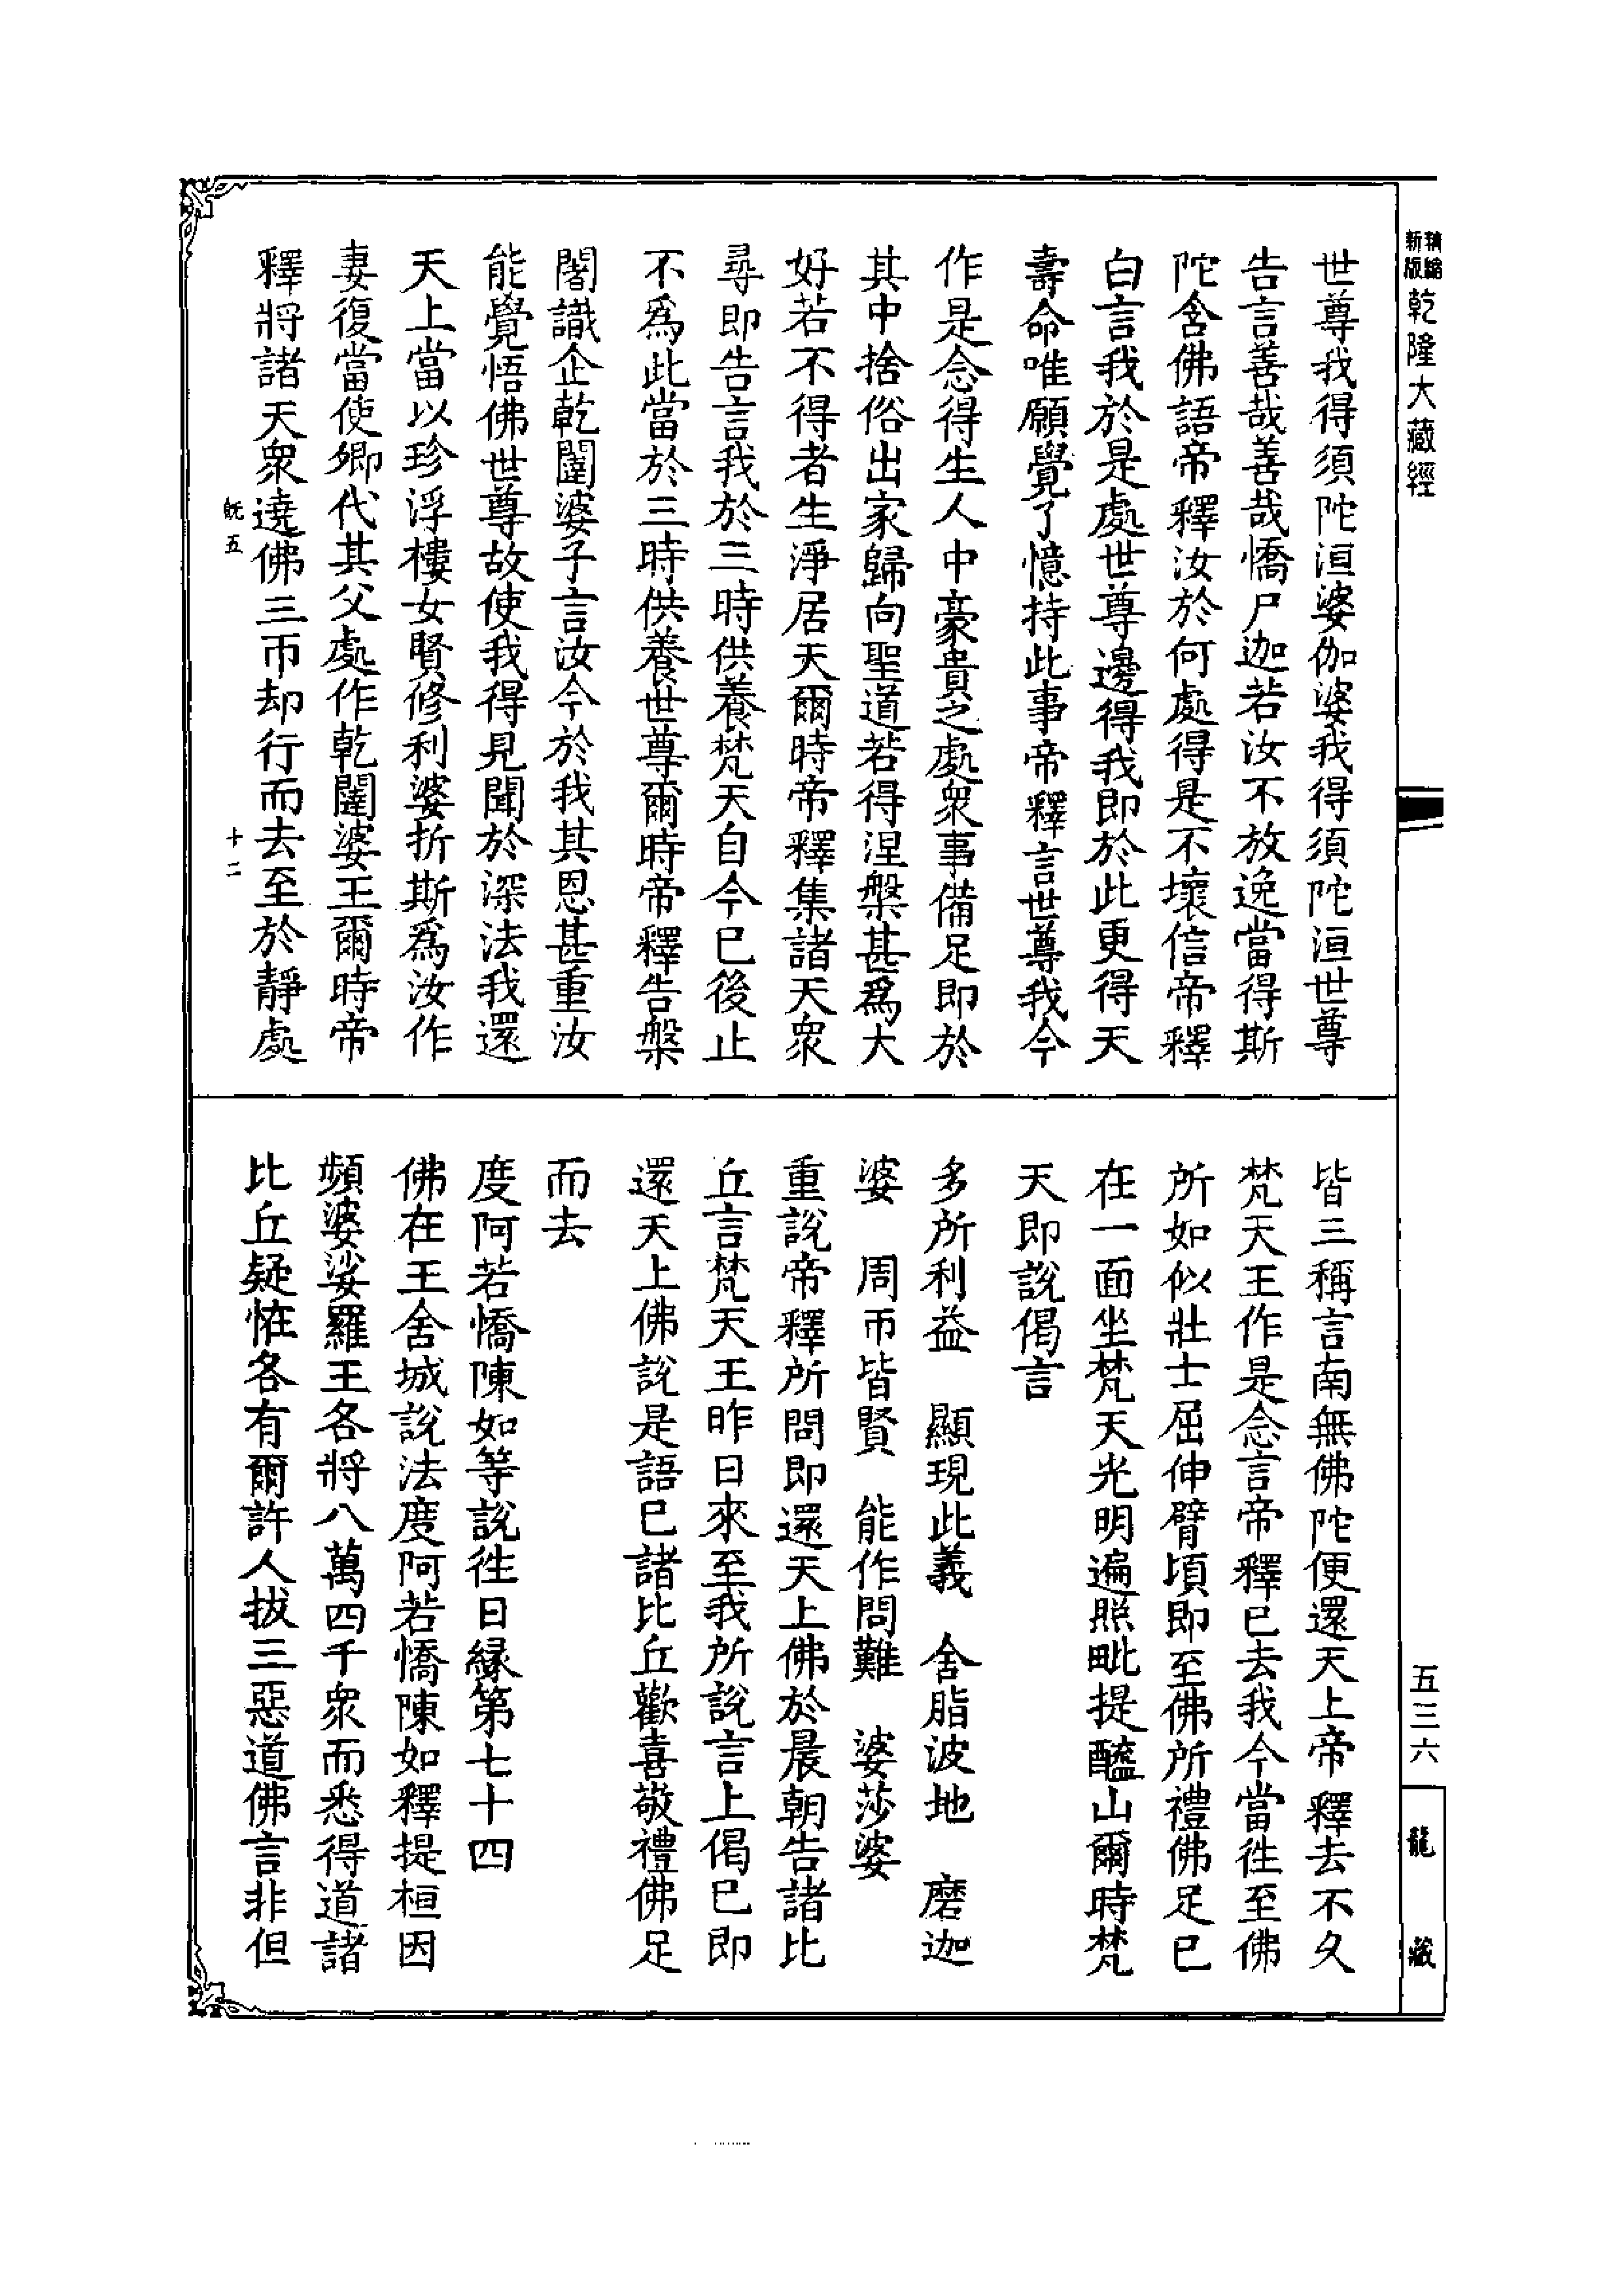 精縮
新版
乾隆大藏經
世尊我得須陀洹婆伽婆我得須陀洹世尊
告言善哉善哉憍尸迦若汝不放逸當得斯
陀含佛語帝釋汝於何處得是不壞信帝釋
白言我於是處世尊邊得我即於此更得天
壽命唯願覺了憶持此事帝釋言世尊我今
作是念得生人中豪貴之處衆事備足即於
其中捨俗出家歸向聖道若得涅槃甚爲大
好若不得者生淨居天爾時帝釋集諸天衆
尋即告言我於三時供養梵天自今已後止
不爲此當於三時供養世尊爾時帝釋告槃
闍識企乾闥婆子言汝今於我其恩甚重汝
能覺悟佛世尊故使我得見聞於深法我還
天上當以珍浮樓女賢修利婆折斯爲汝作
妻復當使卿代其父處作乾闥婆王爾時帝
釋將諸天衆遶佛三帀却行而去至於靜處
既五
十二
皆三稱言南無佛陀便還天上帝釋去不久
梵天王作是念言帝釋已去我今當往至佛
所如似壯士屈伸臂頃即至佛所禮佛足已
在一面坐梵天光明遍照毗提醯山爾時梵
天即說偈言
多所利益　顯現此義　舍脂波地　磨迦
婆　周帀皆賢　能作問難　婆莎婆
重說帝釋所問即還天上佛於晨朝告諸比
丘言梵天王昨日來至我所說言上偈已即
還天上佛說是語已諸比丘歡喜敬禮佛足
而去
度阿若憍陳如等說往日緣第七十四
佛在王舍城說法度阿若憍陳如釋提桓因
頻婆娑羅王各將八萬四千衆而悉得道諸
比丘疑恠各有爾許人拔三惡道佛言非但
五三六
龍藏